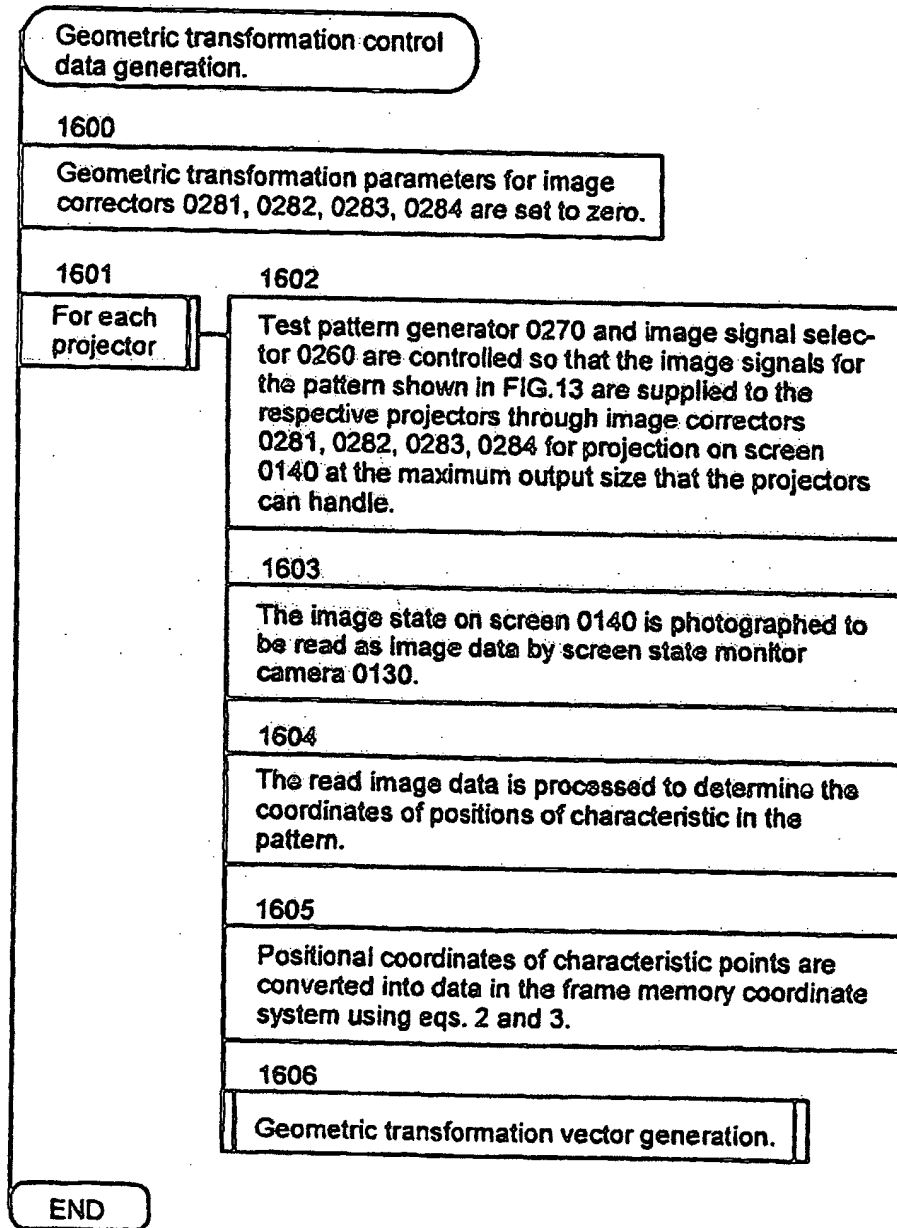 Geometric transformation control
data generation.
1600
Geometric transformation parameters for image
correctors 0281, 0282, 0283, 0284 are set to zero.
1601
For each
projector
1602
Test pattern generator 0270 and image signal selec-
tor 0260 are controlled so that the image signals for
the pattern shown in FIG.13 are supplied to the
respective projectors through image correctors
0281, 0282, 0283, 0284 for projection on screen
0140 at the maximum output size that the projectors
can handle.
1603
The image state on screen 0140 is photographed to
be read as image data by screen state monitor
camera 0130.
1604
The read image data is processed to determine the
coordinates of positions of characteristic in the
pattern.
1605
Positional coordinates of characteristic points are
converted into data in the frame memory coordinate
system using eqs. 2 and 3.
1606
Geometric transformation vector generation.
END